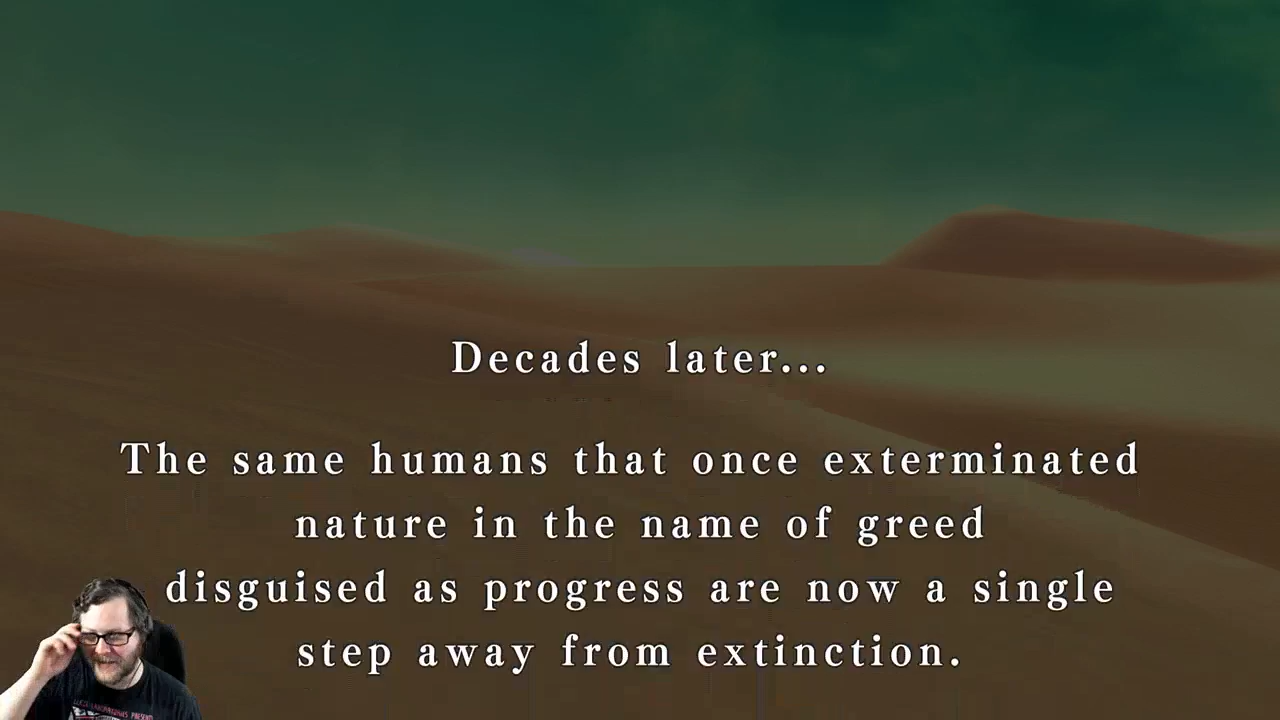 Decades later...
The same humans that once exterminated
nature in the name of greed
disguised as progress are now a single
step away from extinction.